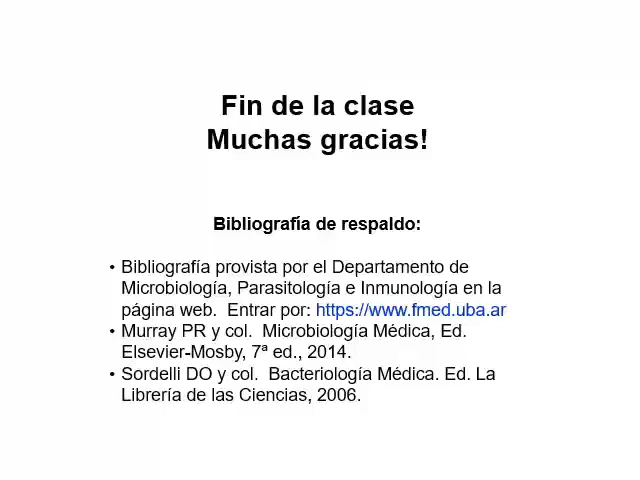 Fin de la clase
Muchas gracias!
Bibliografía de respaldo:
• Bibliografía provista por el Departamento de
Microbiología, Parasitología e Inmunología en la
página web.  Entrar por: https://www.fmed.uba.ar
• Murray PR y col.  Microbiología Médica, Ed.
Elsevier-Mosby, 7ª ed., 2014.
• Sordelli DO y col.  Bacteriología Médica. Ed. La
Librería de las Ciencias, 2006.